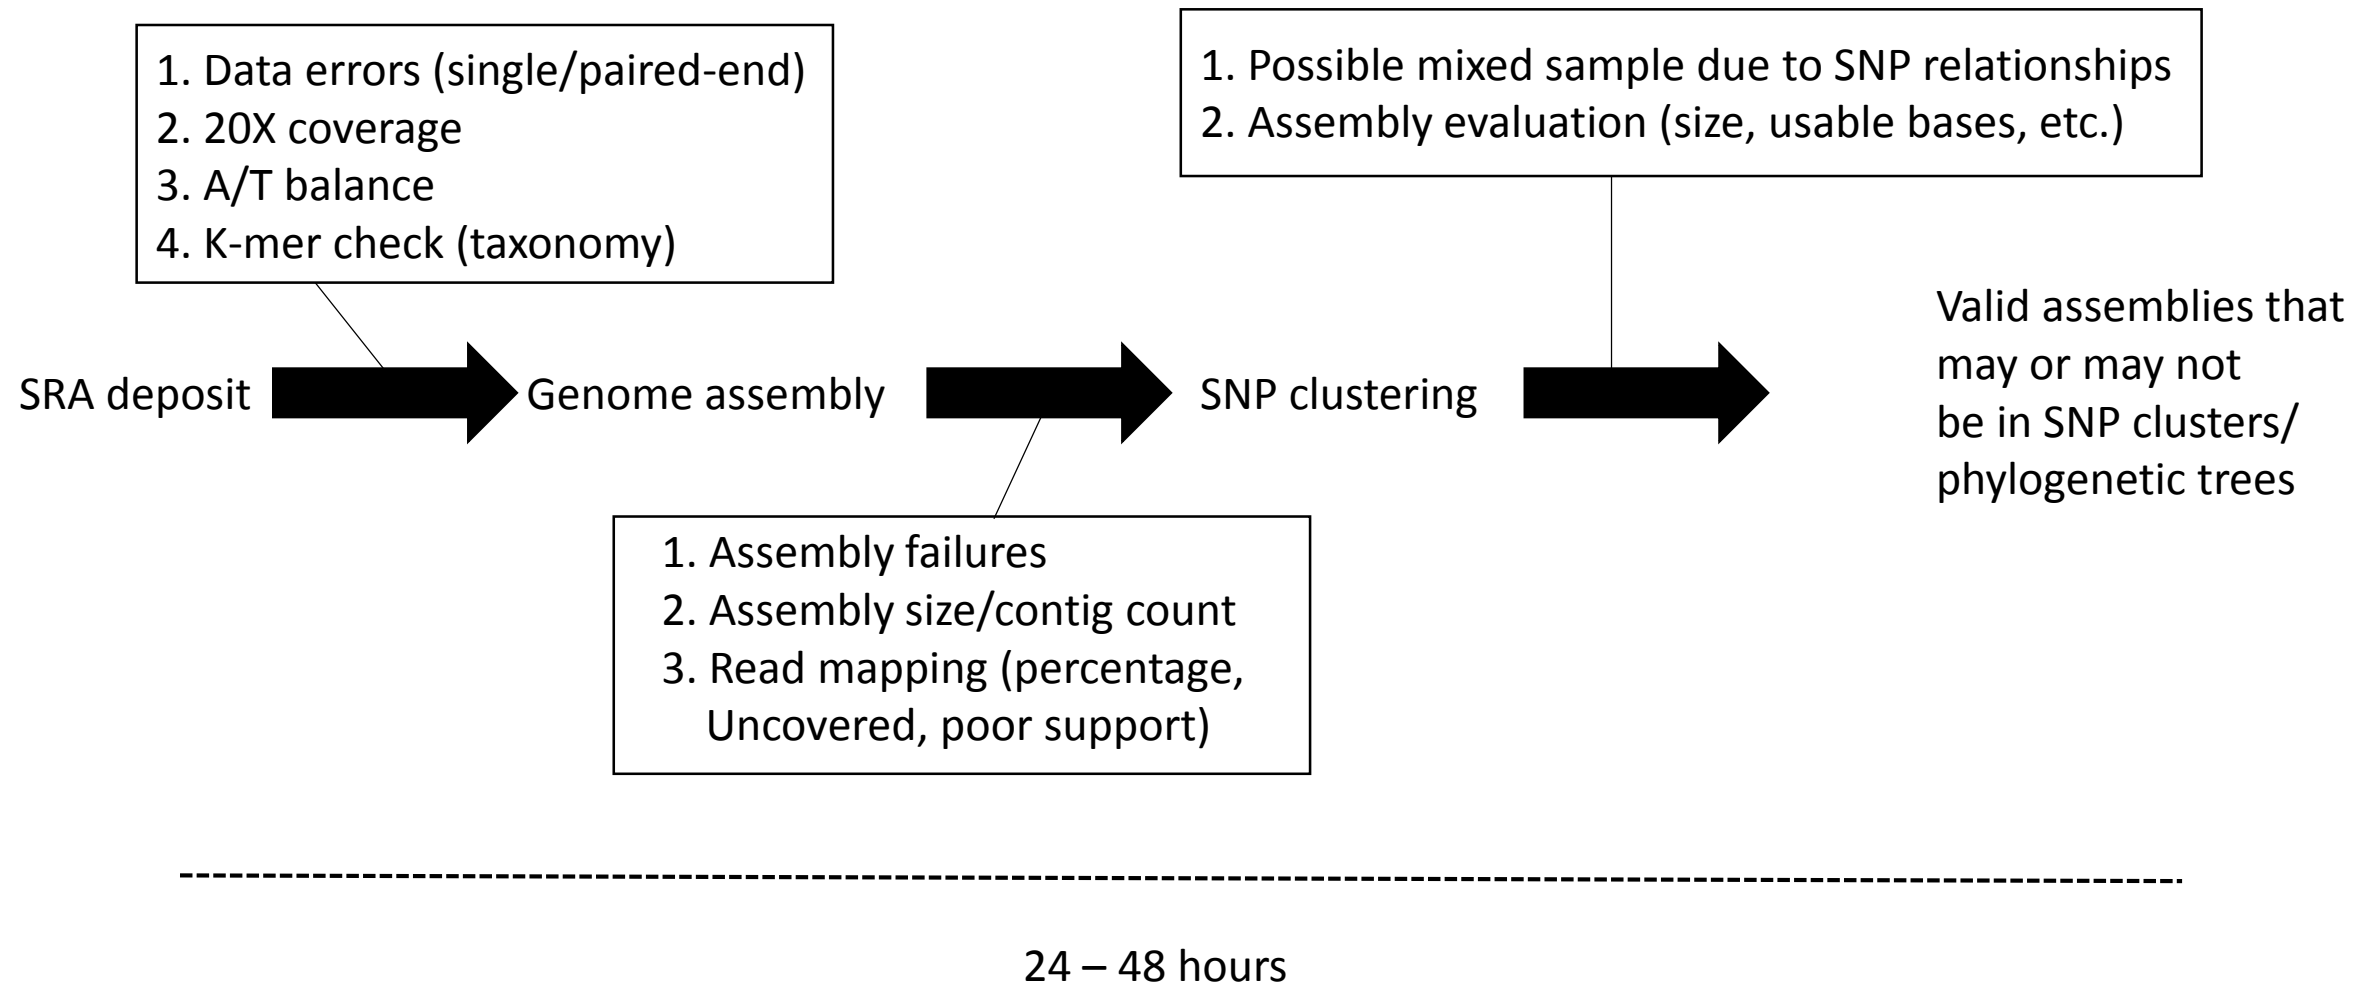 1. Data errors (single/paired-end)
2. 20X coverage
3. A/T balance
4. K-mer check (taxonomy)
1. Possible mixed sample due to SNP relationships
2. Assembly evaluation (size, usable bases, etc.)
SRA deposit
Genome assembly
SNP clustering
Valid assemblies that
may or may not
be in SNP clusters/
phylogenetic trees
1. Assembly failures
2. Assembly size/contig count
3. Read mapping (percentage,
Uncovered, poor support)
24 – 48 hours